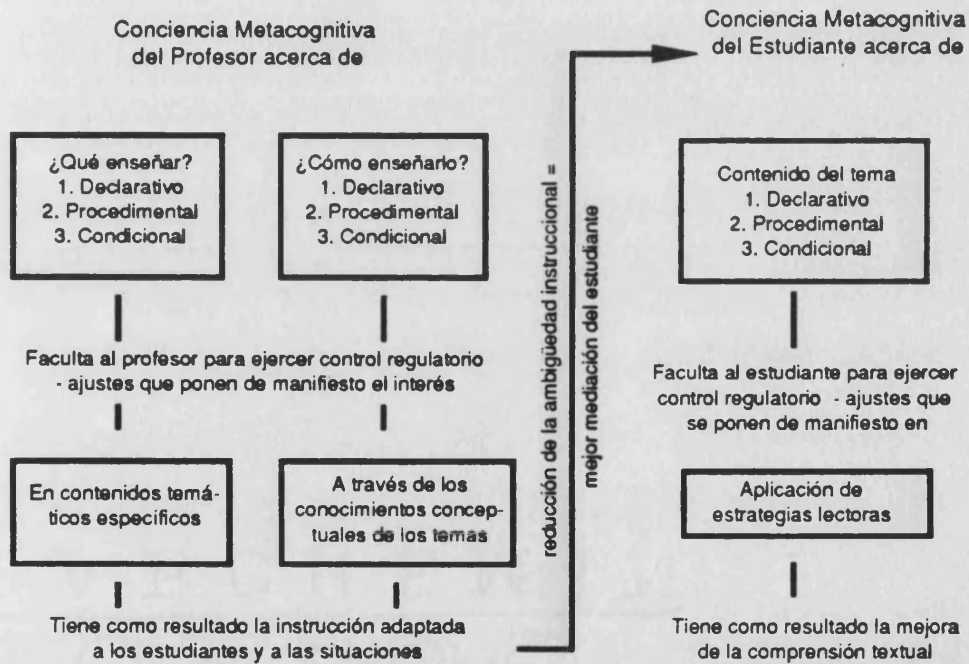 Conciencia Metacognitiva
del Profesor acerca de
¿Qué enseñar?
1. Declarativo
2. Procedimental
3. Condicional
¿Cómo enseñarlo?
1. Declarativo
2. Procedimental
3. Condicional
Faculta al profesor para ejercer control regulatorio
- ajustes que ponen de manifiesto el interés
En contenidos temá-
ticos específicos
A través de los
conocimientos concep-
tuales de los temas
Tiene como resultado la instrucción adaptada
a los estudiantes y a las situaciones
reducción de la ambigüedad instruccional =
mejor mediación del estudiante
Conciencia Metacognitiva
del Estudiante acerca de
Contenido del tema
1. Declarativo
2. Procedimental
3. Condicional
Faculta al estudiante para ejercer
control regulatorio - ajustes que
se ponen de manifiesto en
Aplicación de
estrategias lectoras
Tiene como resultado la mejora
de la comprensión textual